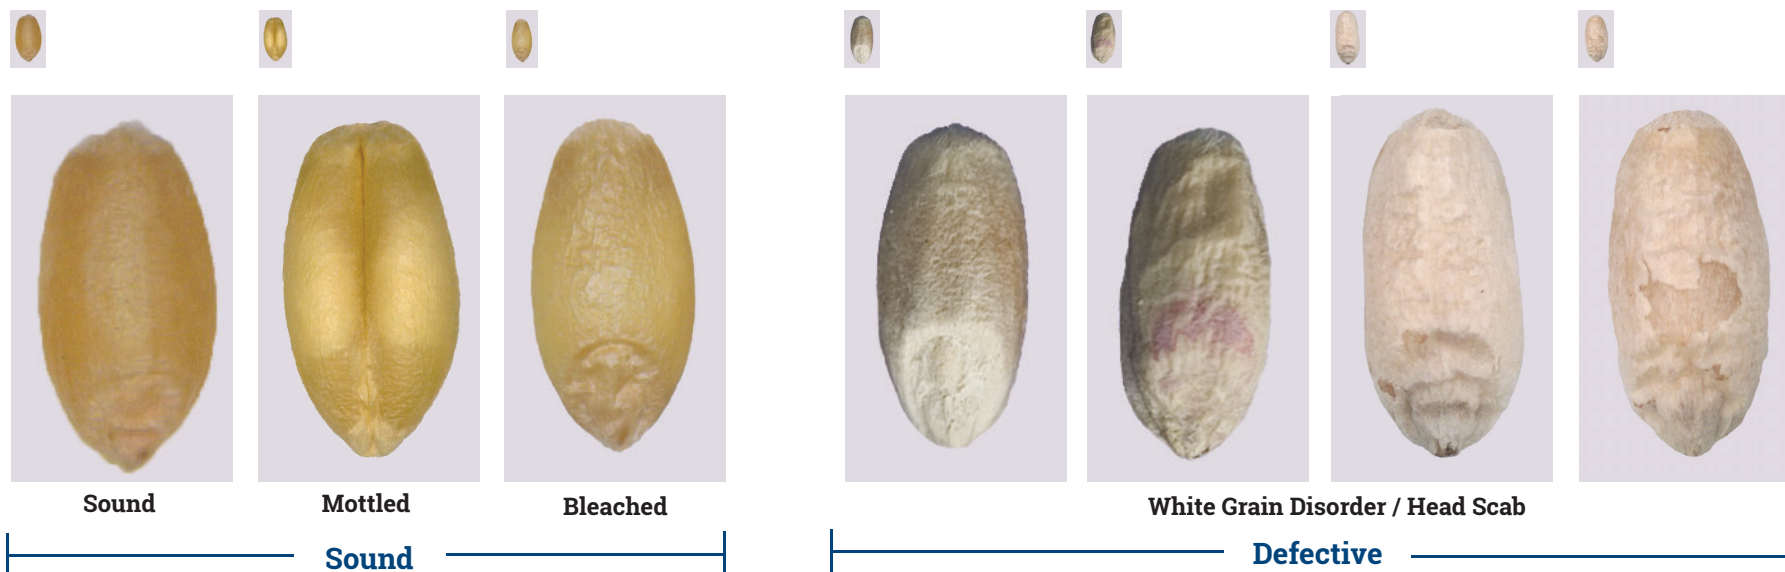 Sound
Mottled
Bleached
White Grain Disorder / Head Scab
Sound
Defective